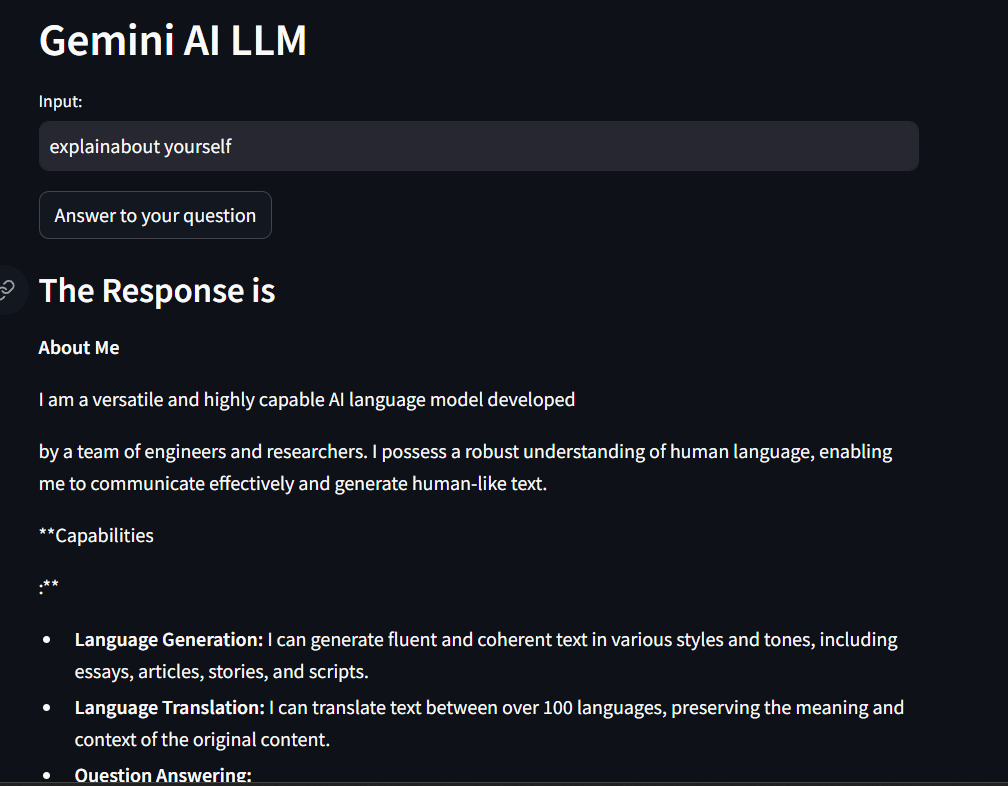 Gemini AI LLM
Input:
explainabout yourself
Answer to your question
The Response is
About Me
I am a versatile and highly capable AI language model developed
by a team of engineers and researchers. I possess a robust understanding of human language, enabling
me to communicate effectively and generate human-like text.
**Capabilities
:**
• Language Generation: I can generate fluent and coherent text in various styles and tones, including
essays, articles, stories, and scripts.
• Language Translation: I can translate text between over 100 languages, preserving the meaning and
context of the original content.
• Question Answering: